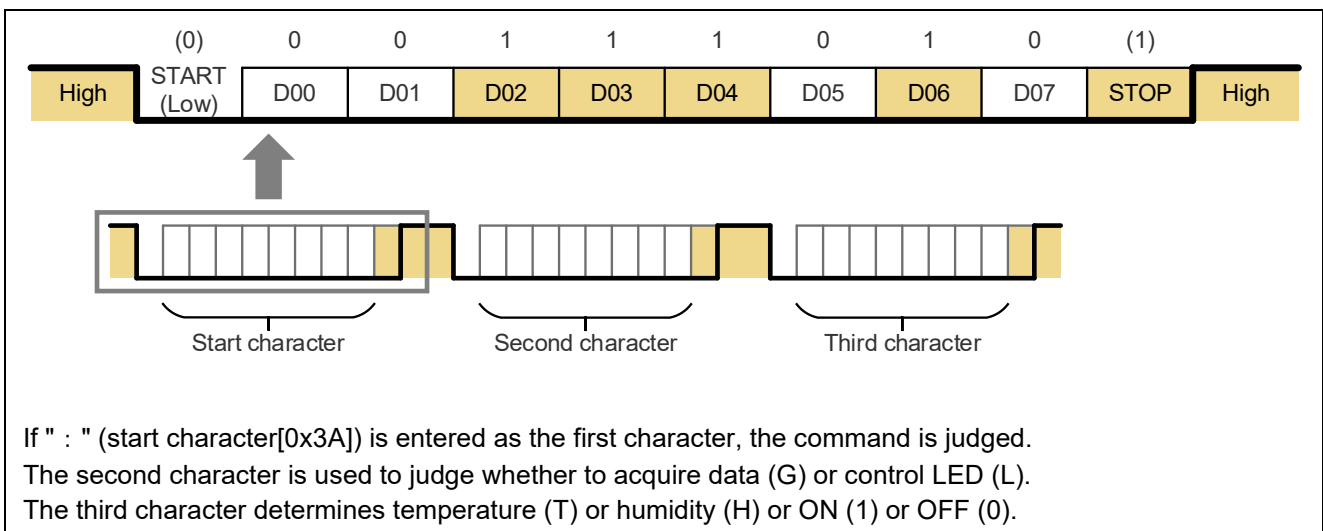 (0) 0 0 1 1 1 0 1 0 (1)
High START (Low) D00 D01 D02 D03 D04 D05 D06 D07 STOP High
Start character Second character Third character
If " : " (start character[0x3A]) is entered as the first character, the command is judged.
The second character is used to judge whether to acquire data (G) or control LED (L).
The third character determines temperature (T) or humidity (H) or ON (1) or OFF (0).